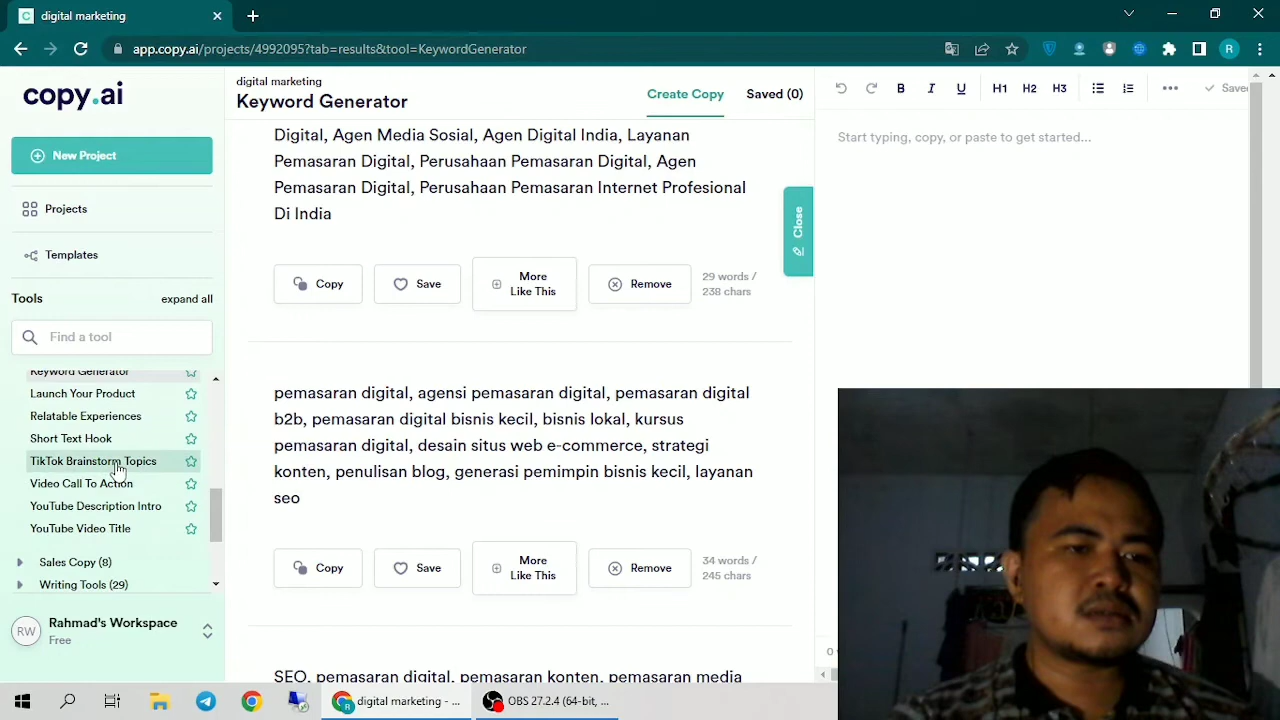 digital marketing
app.copy.ai/projects/4992095?tab=results&tool=KeywordGenerator
R
copy.ai
New Project
Projects
Templates
Tools
expand all
Find a tool
Keyword Generator
Launch Your Product
Relatable Experiences
Short Text Hook
TikTok Brainstorm Topics
Video Call To Action
YouTube Description Intro
YouTube Video Title
Sales Copy (8)
Writing Tools (29)
RW
Rahmad's Workspace
Free
digital marketing
Keyword Generator
Create Copy
Saved (0)
Digital, Agen Media Sosial, Agen Digital India, Layanan
Pemasaran Digital, Perusahaan Pemasaran Digital, Agen
Pemasaran Digital, Perusahaan Pemasaran Internet Profesional
Di India
Copy
Save
More
Like This
Remove
29 words /
238 chars
pemasaran digital, agensi pemasaran digital, pemasaran digital
b2b, pemasaran digital bisnis kecil, bisnis lokal, kursus
pemasaran digital, desain situs web e-commerce, strategi
konten, penulisan blog, generasi pemimpin bisnis kecil, layanan
seo
Copy
Save
More
Like This
Remove
34 words /
245 chars
SEO, pemasaran digital, pemasaran konten, pemasaran media
Close
B
I
U
H1
H2
H3
Saved
Start typing, copy, or paste to get started...
0
digital marketing - ...
OBS 27.2.4 (64-bit, ...